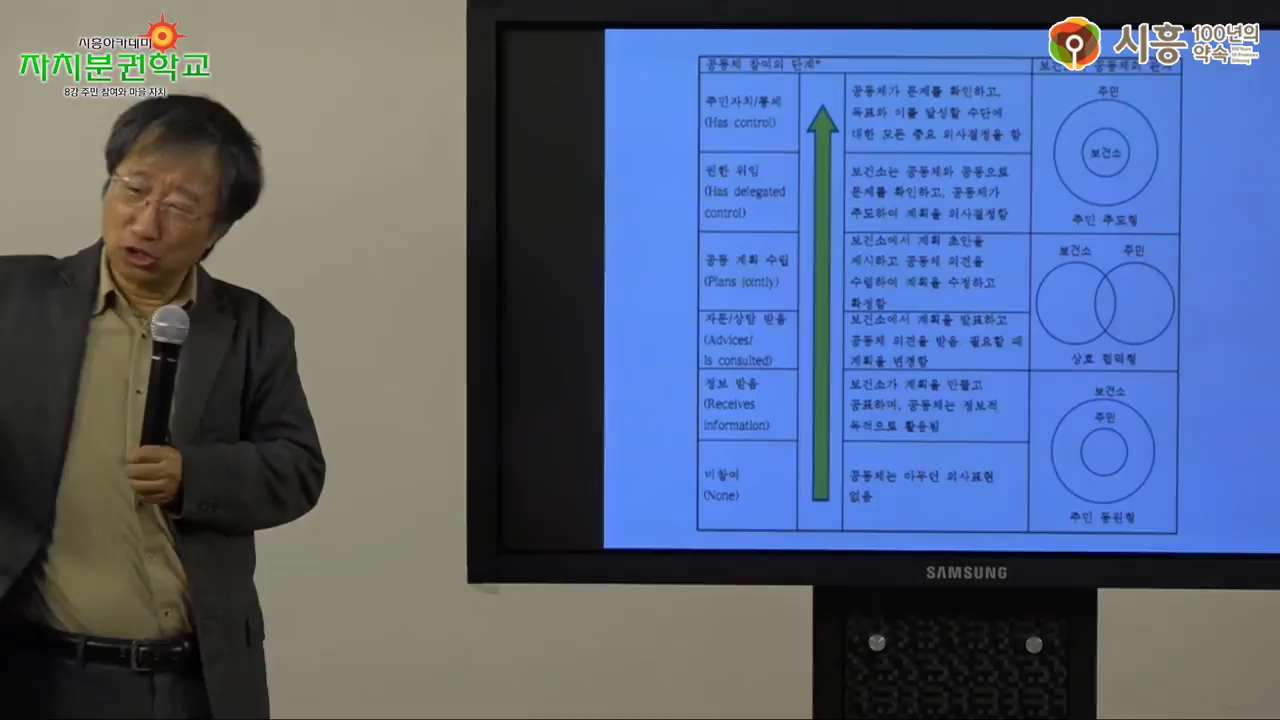 시흥아카데미
자치분권학교
8강 주민 참여와 마을 자치
시흥
100년의
약속
공동체 참여의 단계*
주민자치/통제
(Has control)
공동체가 문제를 확인하고,
목표와 이를 달성할 수단에
대한 모든 중요 의사결정을 함
주민
보건소
주민 주도형
권한 위임
(Has delegated
control)
보건소는 공동체와 공동으로
문제를 확인하고, 공동체가
주도하여 계획을 의사결정함
공동 계획 수립
(Plans jointly)
보건소에서 계획 초안을
제시하고 공동체 의견을
수렴하여 계획을 수정하고
확정함
보건소 주민
상호 협력형
자문/상담 받음
(Advices/
Is consulted)
보건소에서 계획을 발표하고
공동체 의견을 받음. 필요할 때
계획을 변경함
정보 받음
(Receives
information)
보건소가 계획을 만들고
공표하며, 공동체는 정보적
목적으로 활용됨
보건소
주민
주민 동원형
비참여
(None)
공동체는 아무런 의사표현
없음
SAMSUNG